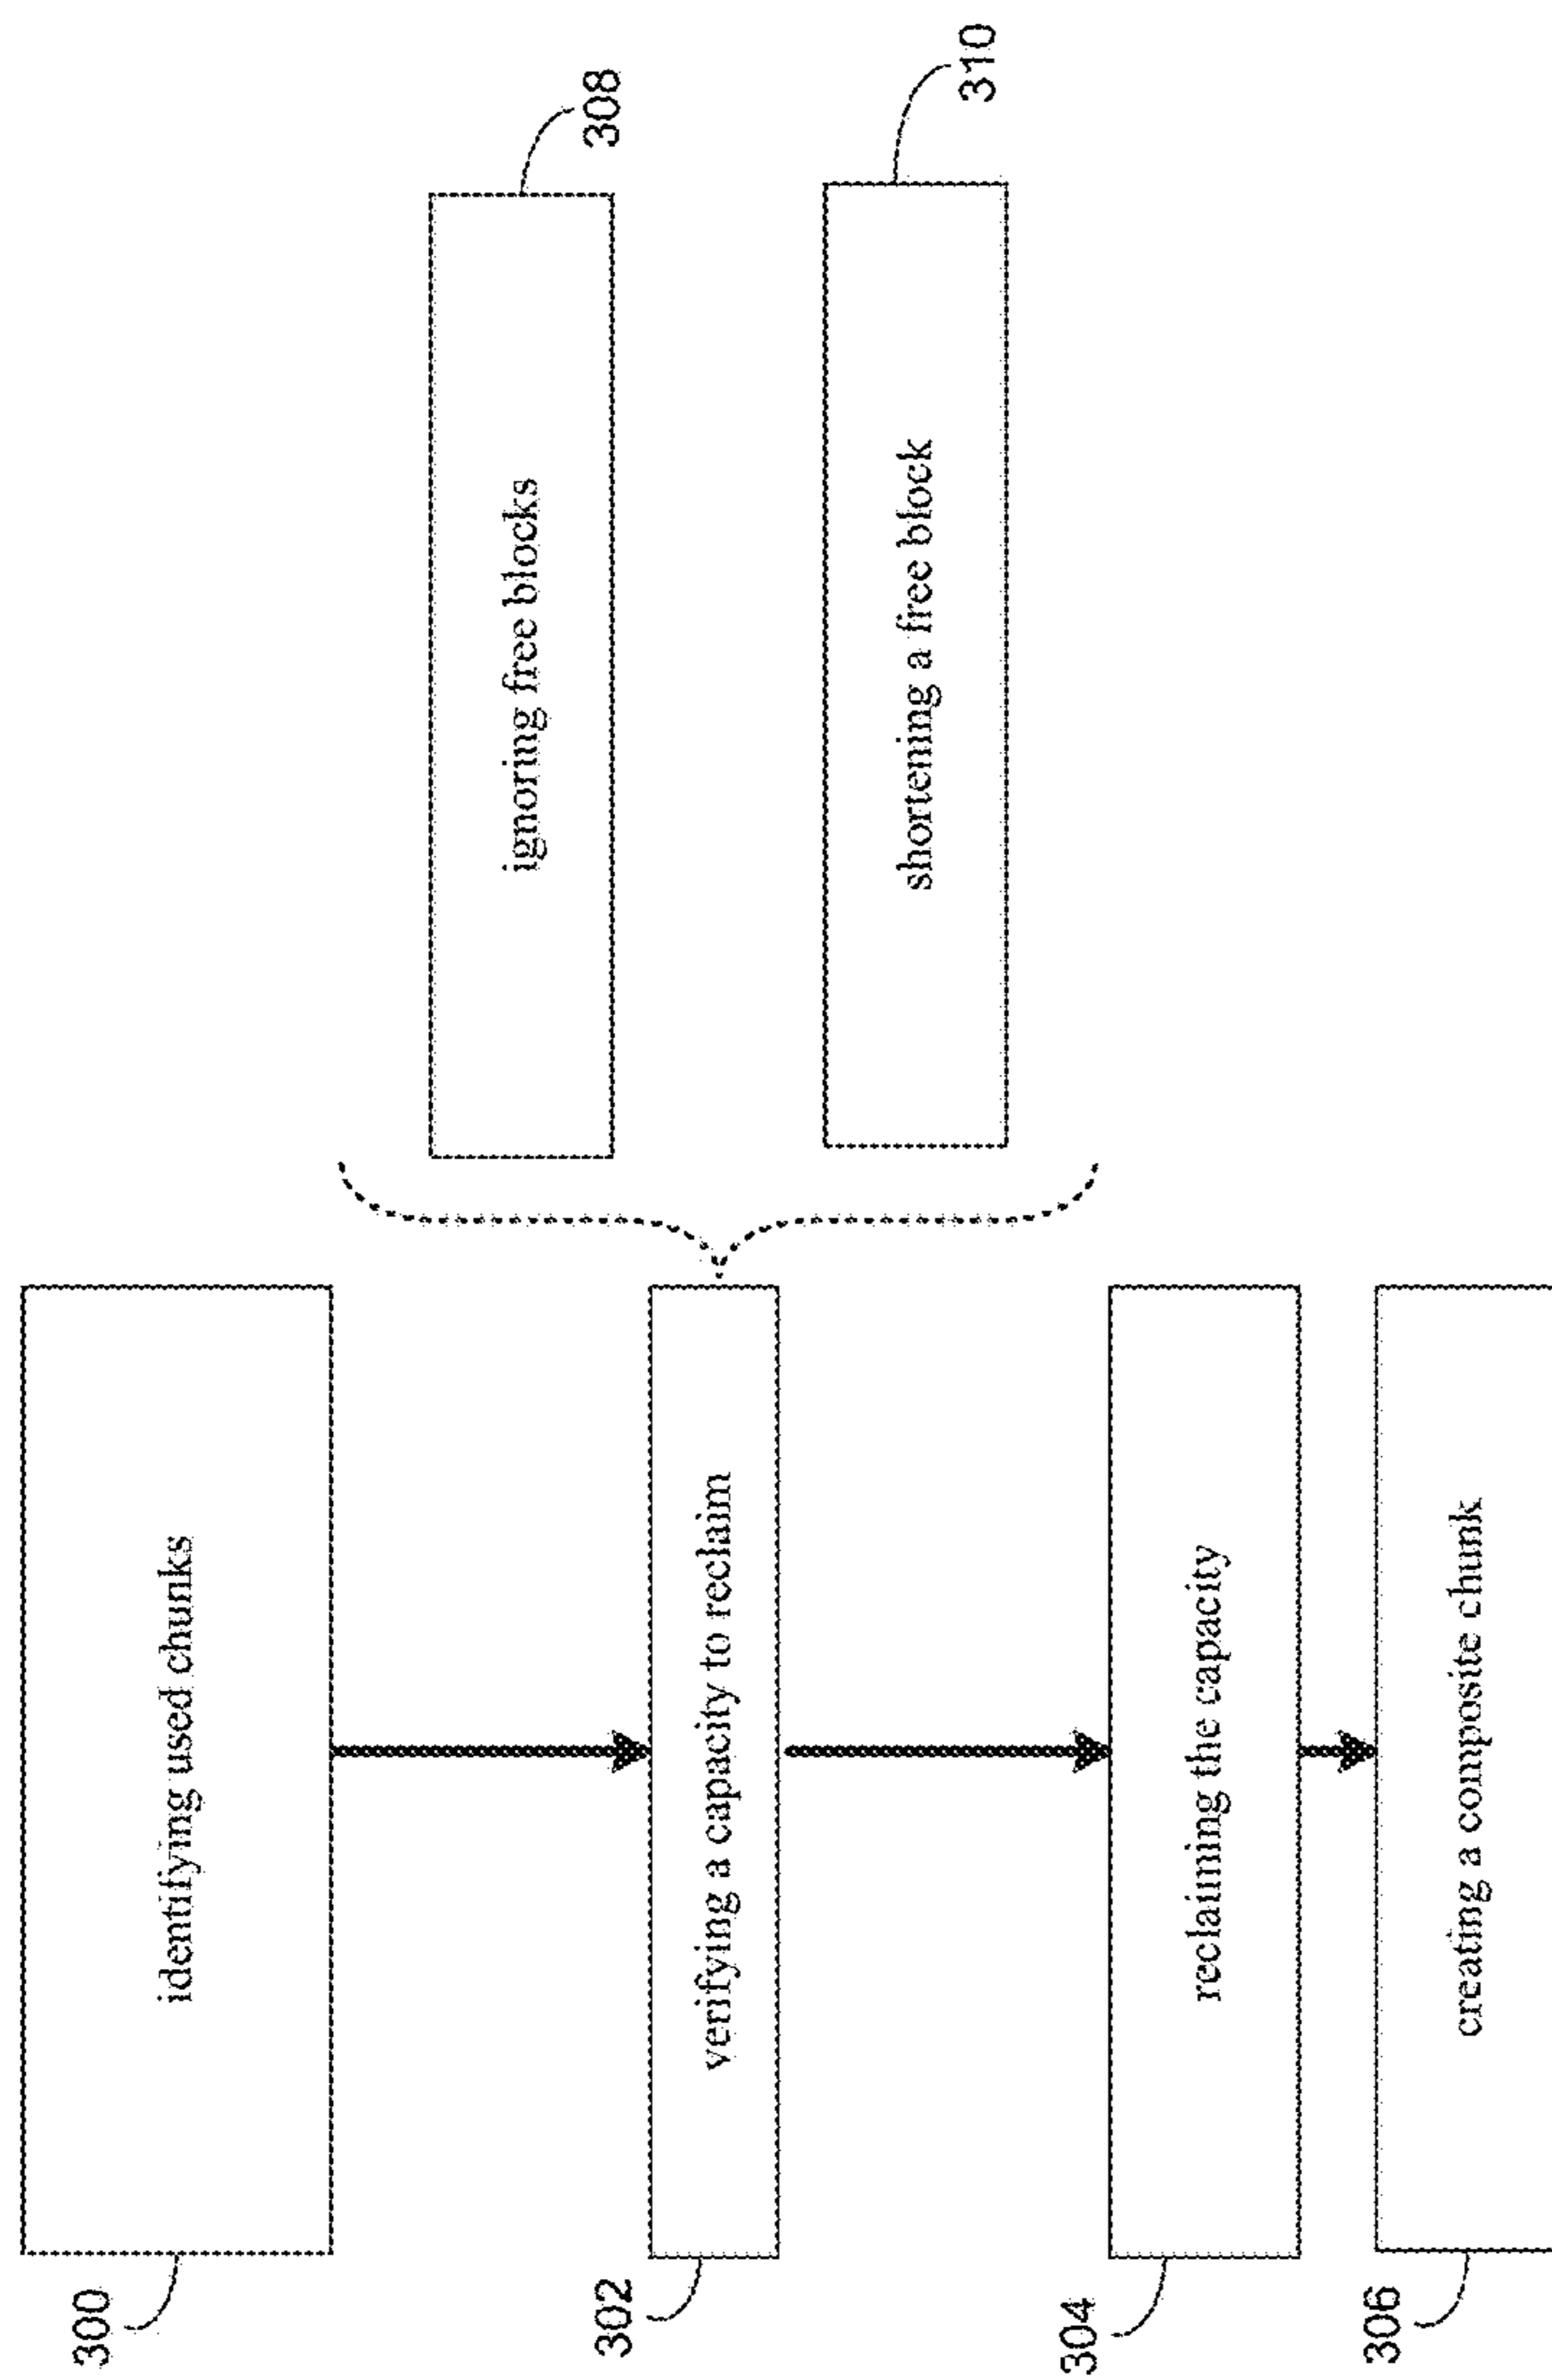 300
identifying used chunks
302
verifying a capacity to reclaim
308
ignoring free blocks
310
shortening a free block
304
reclaiming the capacity
306
creating a composite chunk